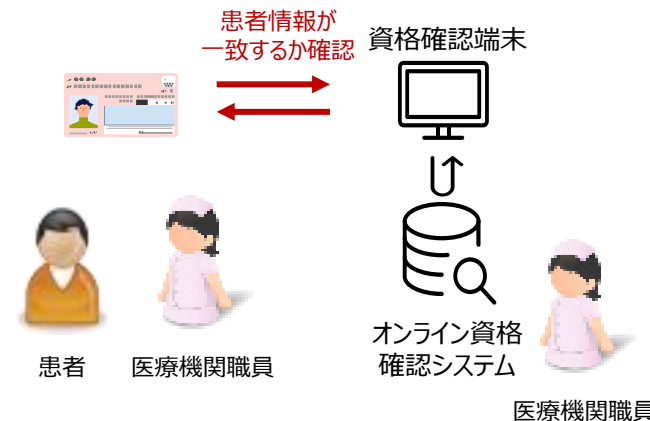 患者情報が
一致するか確認
資格確認端末
オンライン資格
確認システム
患者
医療機関職員
医療機関職員